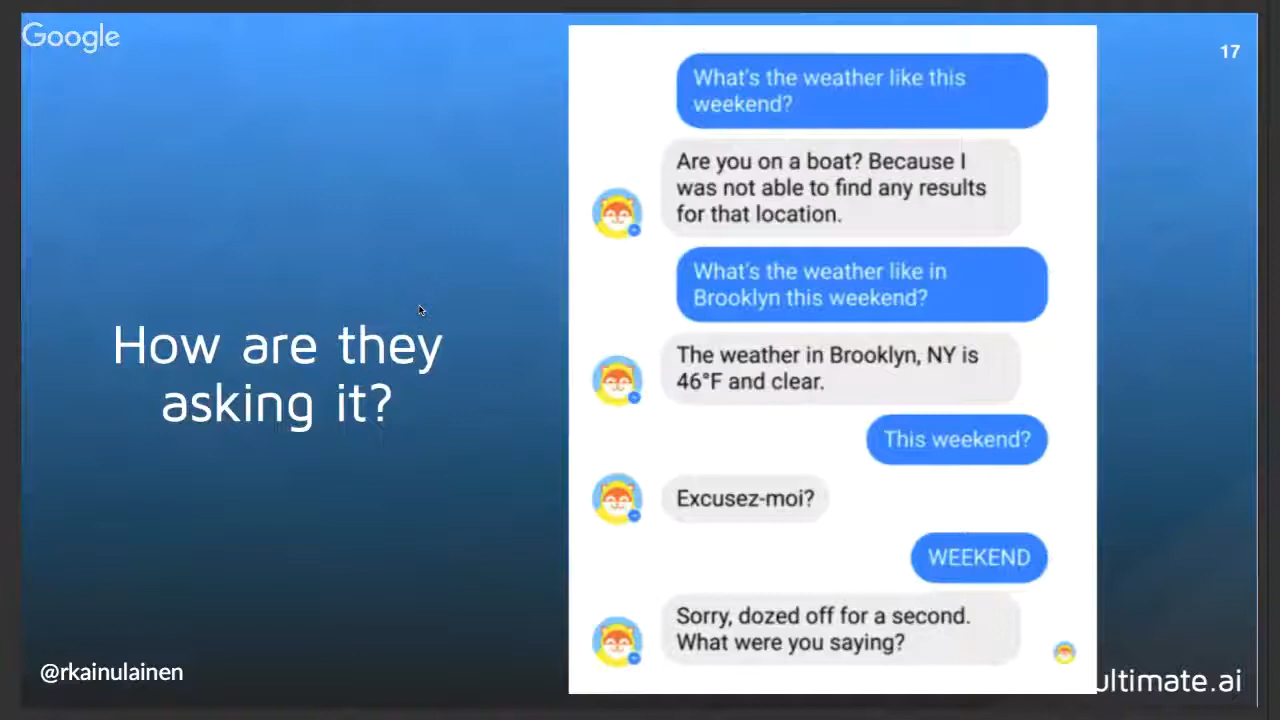 Google
17
What's the weather like this
weekend?
Are you on a boat? Because I
was not able to find any results
for that location.
What's the weather like in
Brooklyn this weekend?
How are they
asking it?
The weather in Brooklyn, NY is
46°F and clear.
This weekend?
Excusez-moi?
WEEKEND
Sorry, dozed off for a second.
What were you saying?
@rkainulainen
ultimate.ai